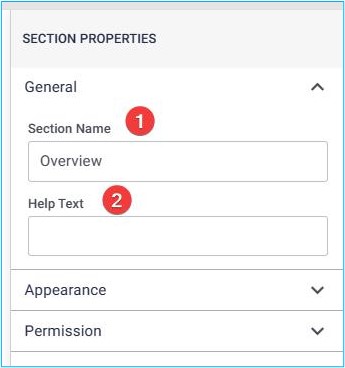 SECTION PROPERTIES
General
Section Name 1
Overview
Help Text 2
Appearance
Permission